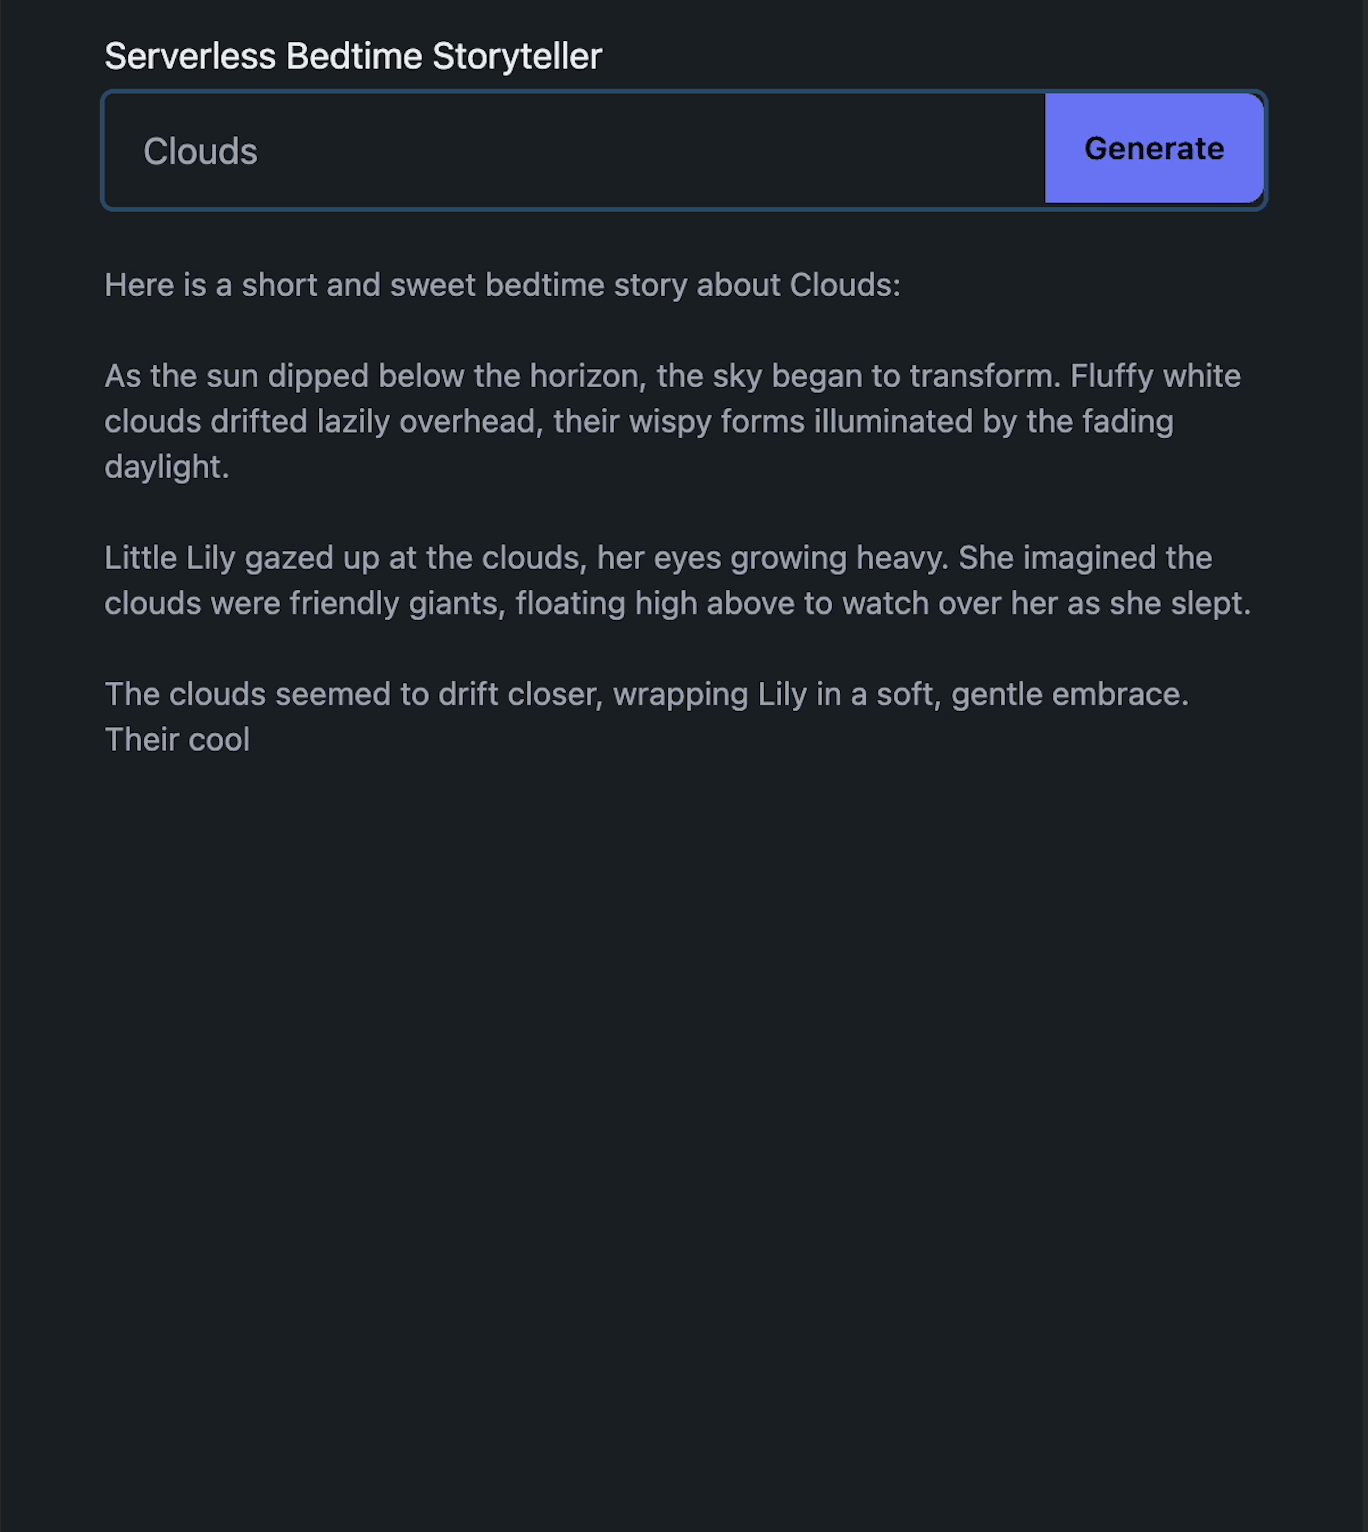 Serverless Bedtime Storyteller
Clouds
Generate
Here is a short and sweet bedtime story about Clouds:
As the sun dipped below the horizon, the sky began to transform. Fluffy white
clouds drifted lazily overhead, their wispy forms illuminated by the fading
daylight.
Little Lily gazed up at the clouds, her eyes growing heavy. She imagined the
clouds were friendly giants, floating high above to watch over her as she slept.
The clouds seemed to drift closer, wrapping Lily in a soft, gentle embrace.
Their cool